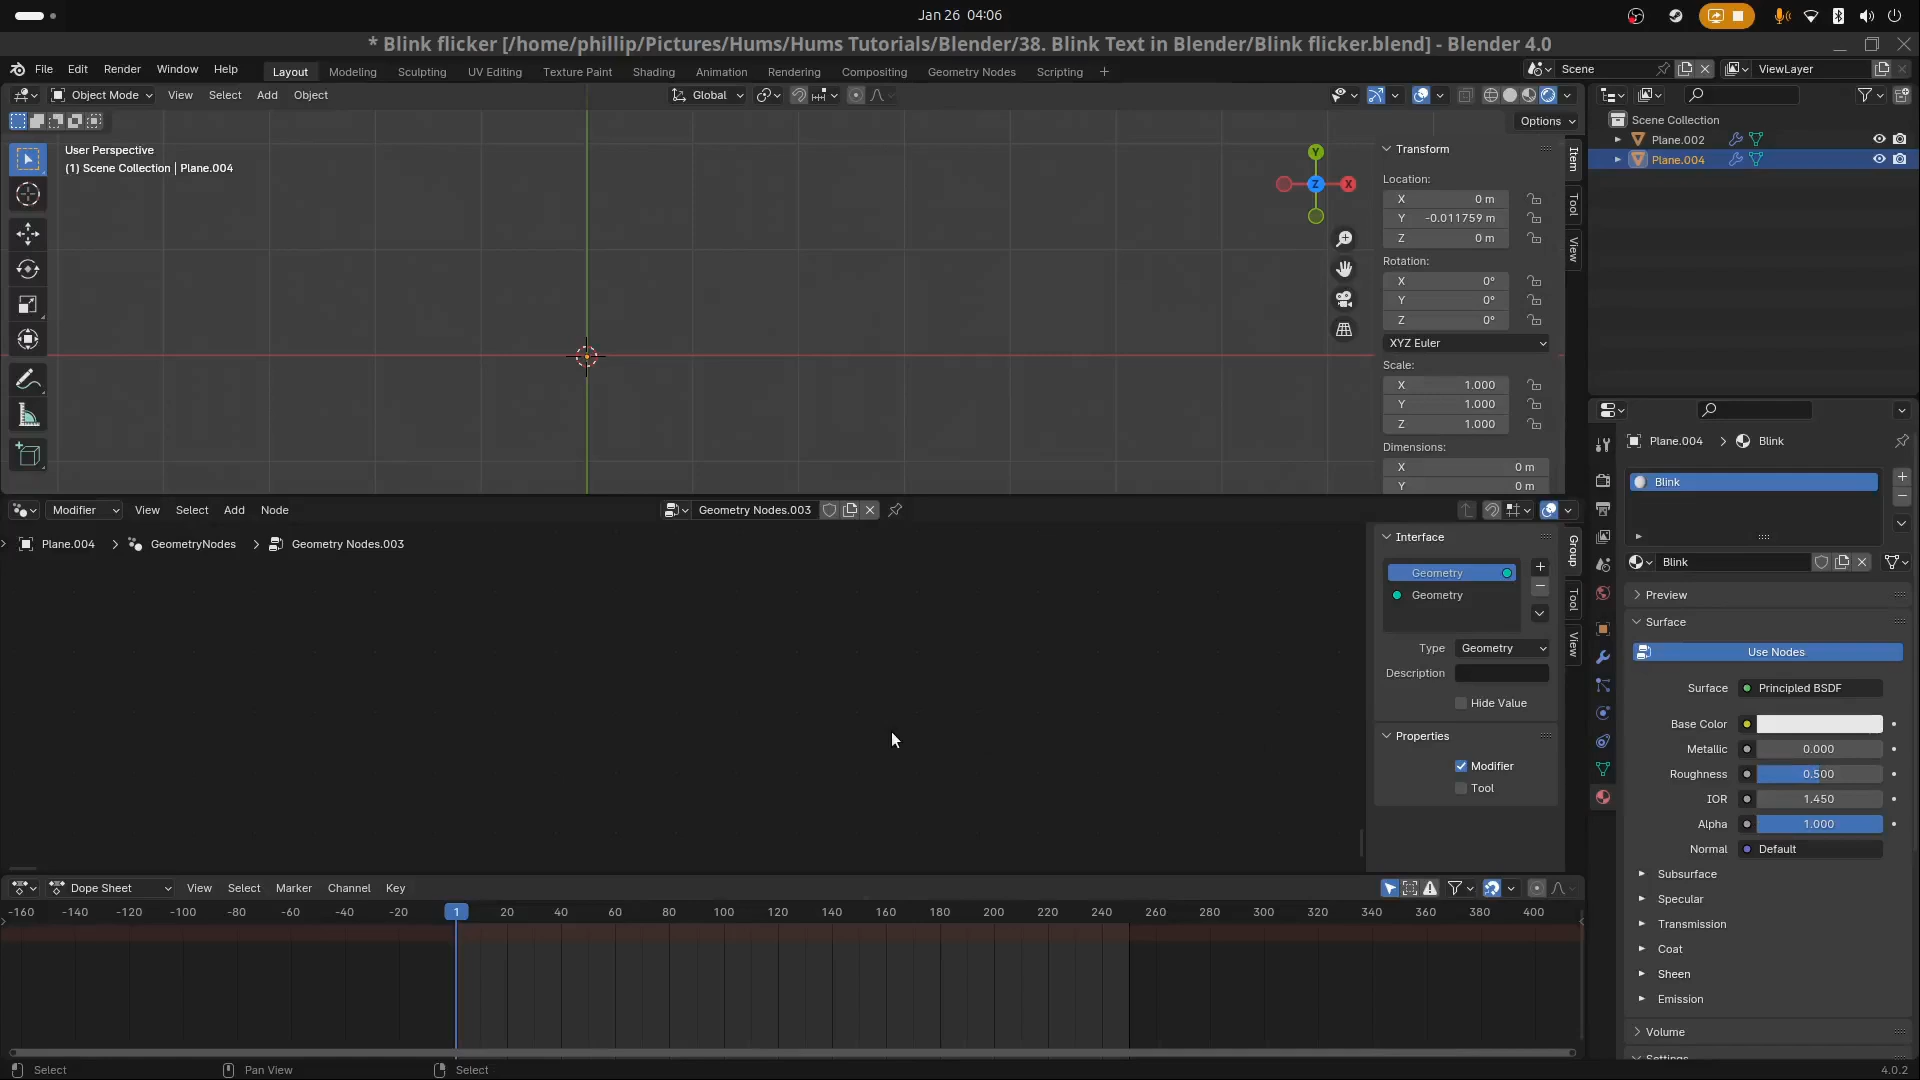 Jan 26 04:06
* Blink flicker [/home/phillip/Pictures/Hums/Hums Tutorials/Blender/38. Blink Text in Blender/Blink flicker.blend] - Blender 4.0
File Edit Render Window Help
Layout Modeling Sculpting UV Editing Texture Paint Shading Animation Rendering Compositing Geometry Nodes Scripting +
Scene
ViewLayer
Object Mode View Select Add Object
Global
Options
User Perspective
(1) Scene Collection | Plane.004
Y
X
Z
Transform
Location:
X 0 m
Y -0.011759 m
Z 0 m
Rotation:
X 0°
Y 0°
Z 0°
XYZ Euler
Scale:
X 1.000
Y 1.000
Z 1.000
Dimensions:
X 0 m
Y 0 m
Item
Tool
View
Scene Collection
Plane.002
Plane.004
Modifier View Select Add Node
Geometry Nodes.003
Plane.004 > GeometryNodes > Geometry Nodes.003
Interface
Geometry
Geometry
Type Geometry
Description
Hide Value
Properties
Modifier
Tool
Group
Tool
View
Plane.004 > Blink
Blink
Blink
Preview
Surface
Use Nodes
Surface Principled BSDF
Base Color
Metallic 0.000
Roughness 0.500
IOR 1.450
Alpha 1.000
Normal Default
Subsurface
Specular
Transmission
Coat
Sheen
Emission
Volume
Settings
Dope Sheet View Select Marker Channel Key
-160 -140 -120 -100 -80 -60 -40 -20 1 20 40 60 80 100 120 140 160 180 200 220 240 260 280 300 320 340 360 380 400
Select Pan View Select
4.0.2